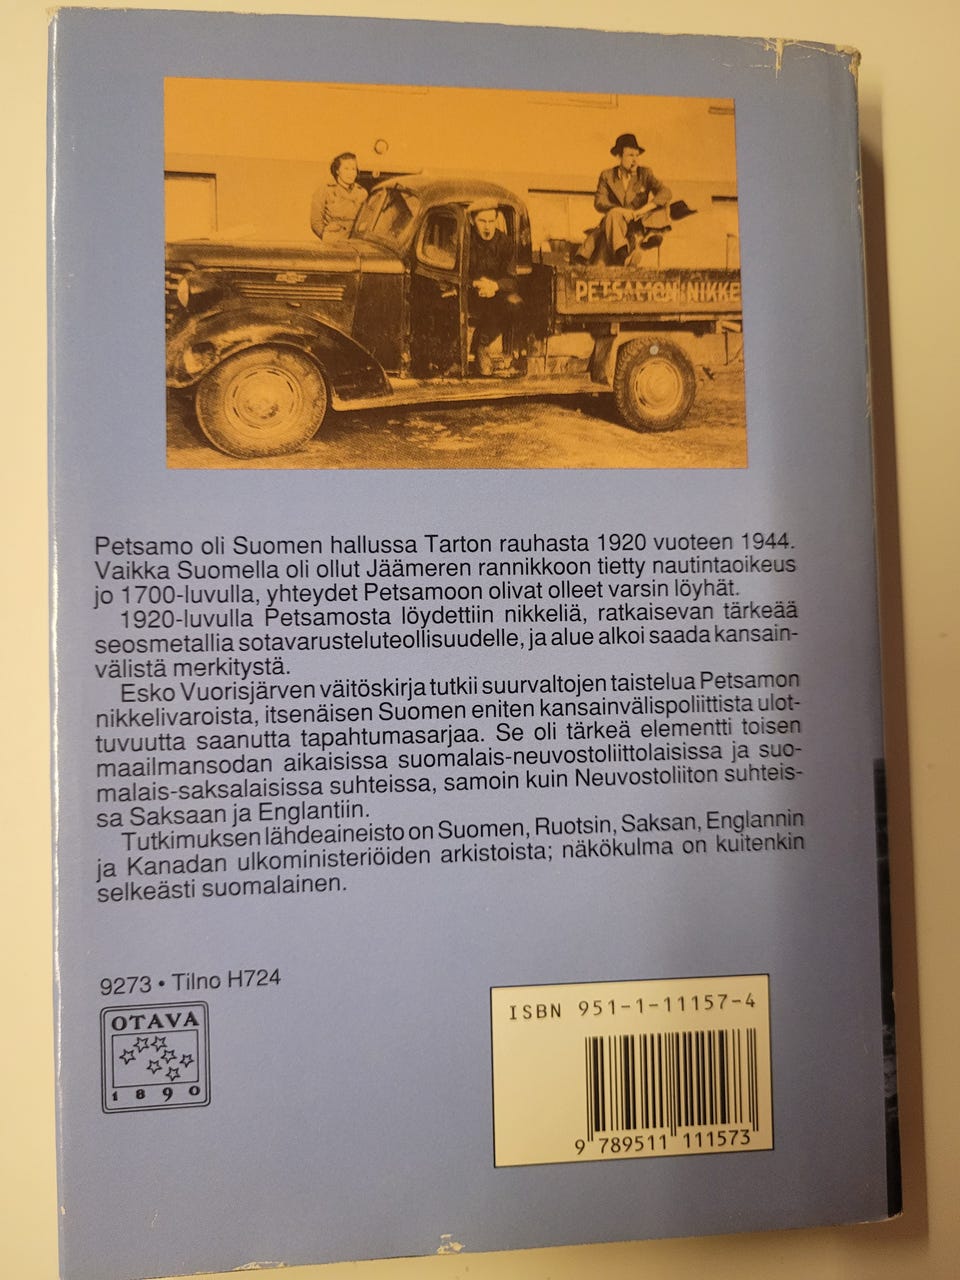 PETSAMON NIKKE
Petsamo oli Suomen hallussa Tarton rauhasta 1920 vuoteen 1944.
Vaikka Suomella oli ollut Jäämeren rannikkoon tietty nautintaoikeus
jo 1700-luvulla, yhteydet Petsamoon olivat olleet varsin löyhät.
1920-luvulla Petsamosta löydettiin nikkeliä, ratkaisevan tärkeää
seosmetallia sotavarusteluteollisuudelle, ja alue alkoi saada kansain-
välistä merkitystä.
Esko Vuorisjärven väitöskirja tutkii suurvaltojen taistelua Petsamon
nikkelivaroista, itsenäisen Suomen eniten kansainvälispoliittista ulot-
tuvuutta saanutta tapahtumasarjaa. Se oli tärkeä elementti toisen
maailmansodan aikaisissa suomalais-neuvostoliittolaisissa ja suo-
malais-saksalaisissa suhteissa, samoin kuin Neuvostoliiton suhteis-
sa Saksaan ja Englantiin.
Tutkimuksen lähdeaineisto on Suomen, Ruotsin, Saksan, Englannin
ja Kanadan ulkoministeriöiden arkistoista; näkökulma on kuitenkin
selkeästi suomalainen.
9273 • Tilno H724
OTAVA
1890
ISBN 951-1-11157-4
9 789511 111573